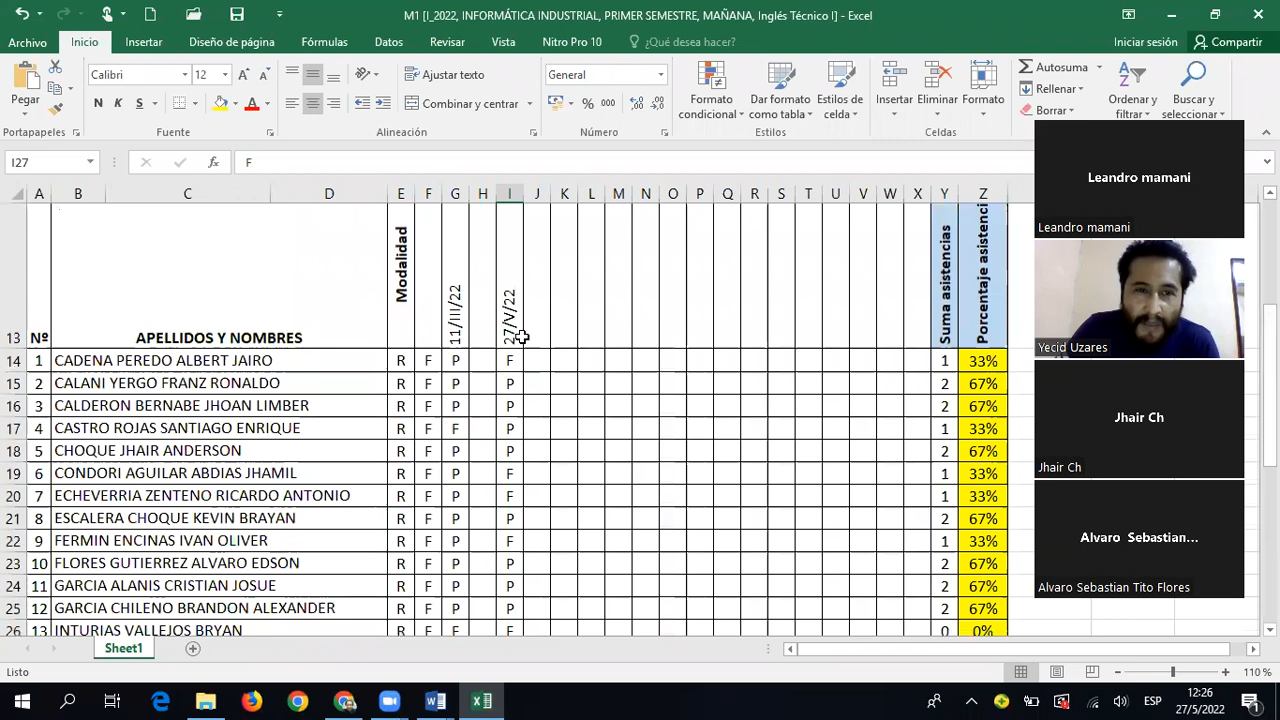 M1 [I_2022, INFORMÁTICA INDUSTRIAL, PRIMER SEMESTRE, MAÑANA, Inglés Técnico I] - Excel
Archivo Inicio Insertar Diseño de página Fórmulas Datos Revisar Vista Nitro Pro 10 ¿Qué desea hacer? Iniciar sesión Compartir
Calibri 12 Ajustar texto General Autosuma
Pegar N K S Combinar y centrar % 000 Formato condicional Dar formato como tabla Estilos de celda Insertar Eliminar Formato Rellenar Borrar Ordenar y filtrar Buscar y seleccionar
Portapapeles Fuente Alineación Número Estilos Celdas
I27 fx F
A B C D E F G H I J K L M N O P Q R S T U V W X Y Z
13 Nº APELLIDOS Y NOMBRES Modalidad 11/III/22 27/V/22 Suma asistencias Porcentaje asistenci
14 1 CADENA PEREDO ALBERT JAIRO R F P F 1 33%
15 2 CALANI YERGO FRANZ RONALDO R F P P 2 67%
16 3 CALDERON BERNABE JHOAN LIMBER R F P P 2 67%
17 4 CASTRO ROJAS SANTIAGO ENRIQUE R F P F 1 33%
18 5 CHOQUE JHAIR ANDERSON R F P P 2 67%
19 6 CONDORI AGUILAR ABDIAS JHAMIL R F P F 1 33%
20 7 ECHEVERRIA ZENTENO RICARDO ANTONIO R F P F 1 33%
21 8 ESCALERA CHOQUE KEVIN BRAYAN R F P P 2 67%
22 9 FERMIN ENCINAS IVAN OLIVER R F P F 1 33%
23 10 FLORES GUTIERREZ ALVARO EDSON R F P P 2 67%
24 11 GARCIA ALANIS CRISTIAN JOSUE R F P P 2 67%
25 12 GARCIA CHILENO BRANDON ALEXANDER R F P P 2 67%
26 13 INTURIAS VALLEJOS BRYAN R F F 0 0%
Leandro mamani
Leandro mamani
Yecid Uzares
Jhair Ch
Jhair Ch
Alvaro Sebastian...
Alvaro Sebastian Tito Flores
Sheet1
Listo 110 %
ESP 12:26
27/5/2022